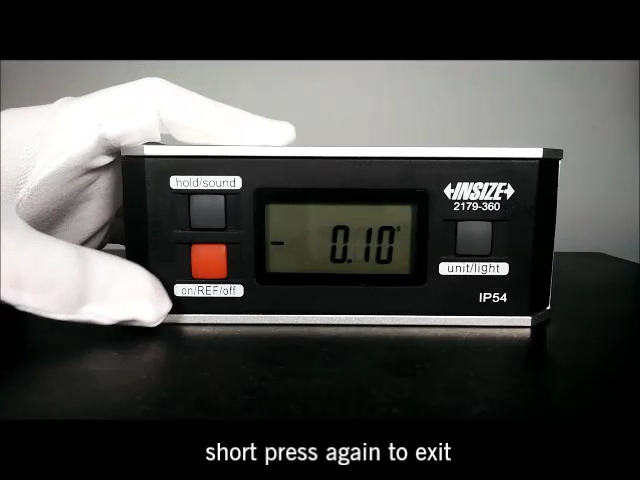 hold/sound
INSIZE
2179-360
- 0.10°
unit/light
on/REF/off
IP54
short press again to exit